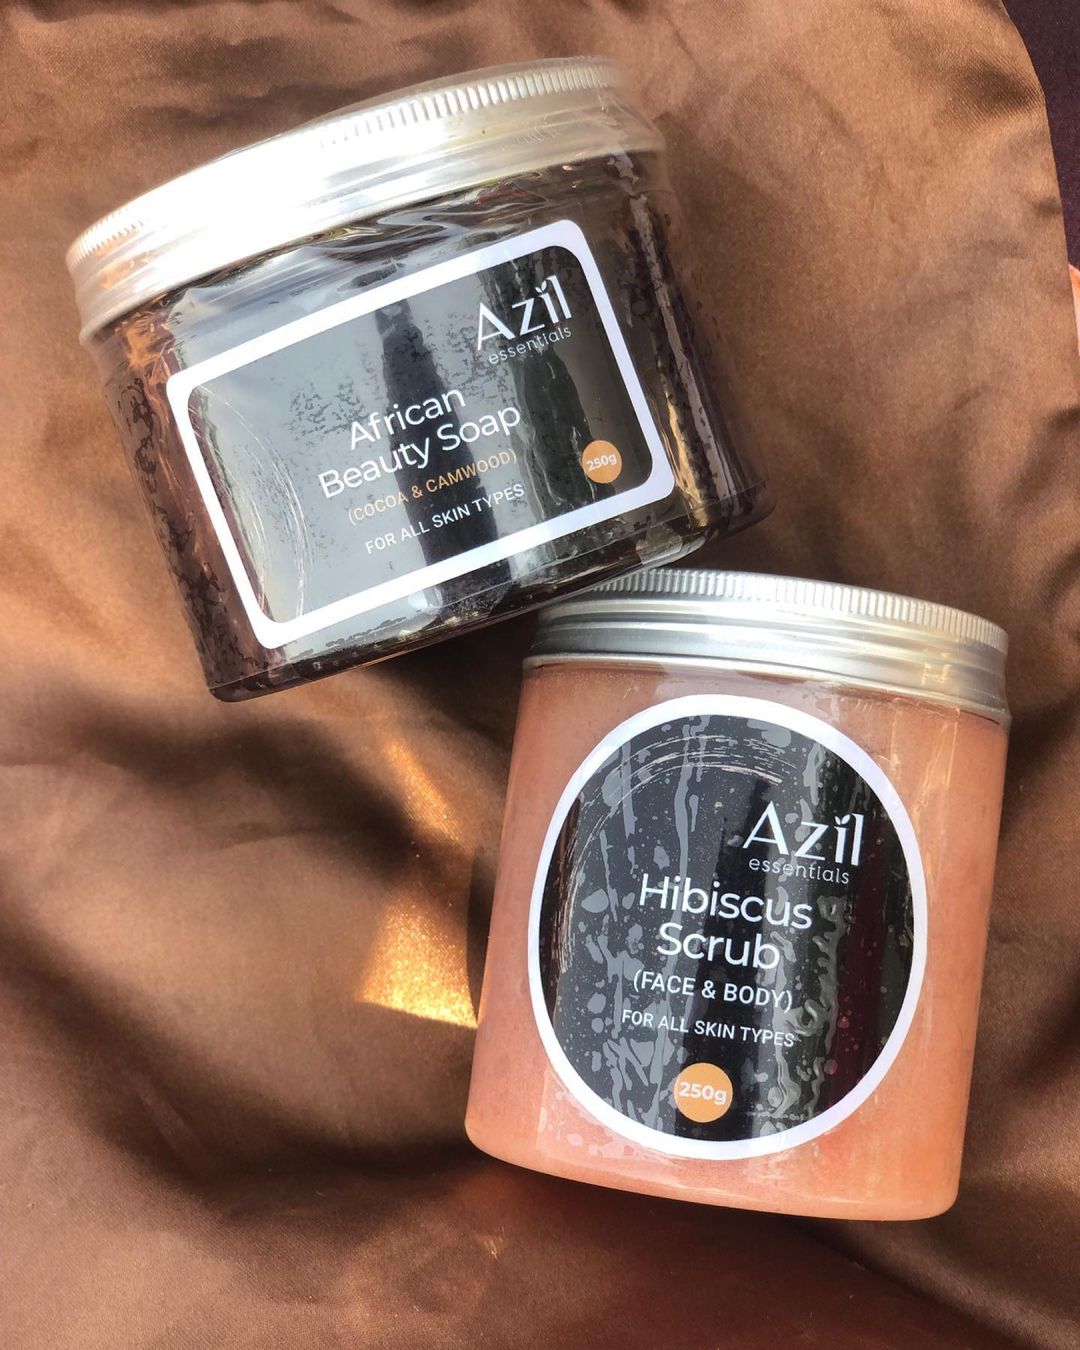 Azil
essentials
African
Beauty Soap
(COCOA & CAMWOOD)
FOR ALL SKIN TYPES
250g
Azil
essentials
Hibiscus
Scrub
(FACE & BODY)
FOR ALL SKIN TYPES
250g